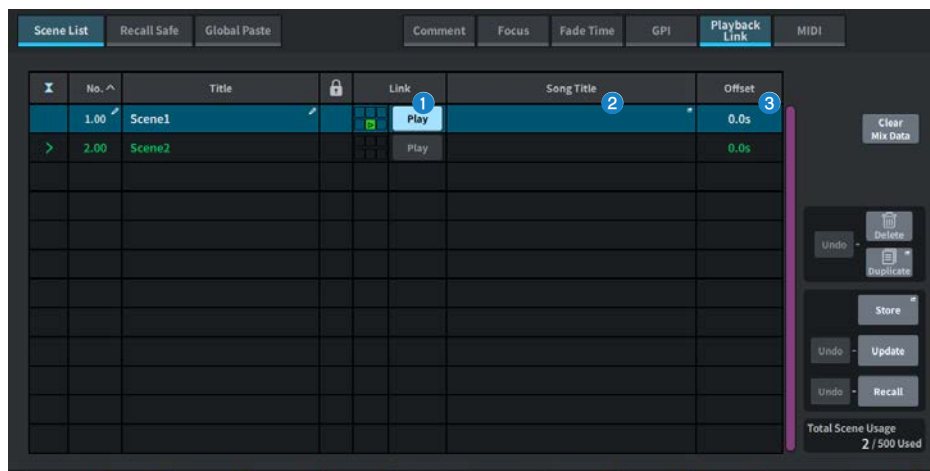 Scene List Recall Safe Global Paste Comment Focus Fade Time GPI Playback Link MIDI
No. Title Link Song Title Offset
1 2 3
1.00 Scene1 Play 0.0s
2.00 Scene2 Play 0.0s
Clear
Mix Data
Undo Delete
Duplicate
Store
Undo Update
Undo Recall
Total Scene Usage
2 / 500 Used